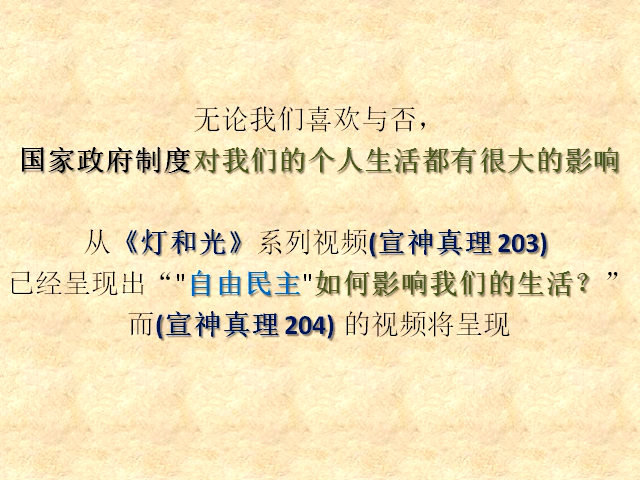 无论我们喜欢与否，
国家政府制度对我们的个人生活都有很大的影响
从《灯和光》系列视频(宣神真理 203)
已经呈现出“"自由民主"如何影响我们的生活？”
而(宣神真理 204) 的视频将呈现